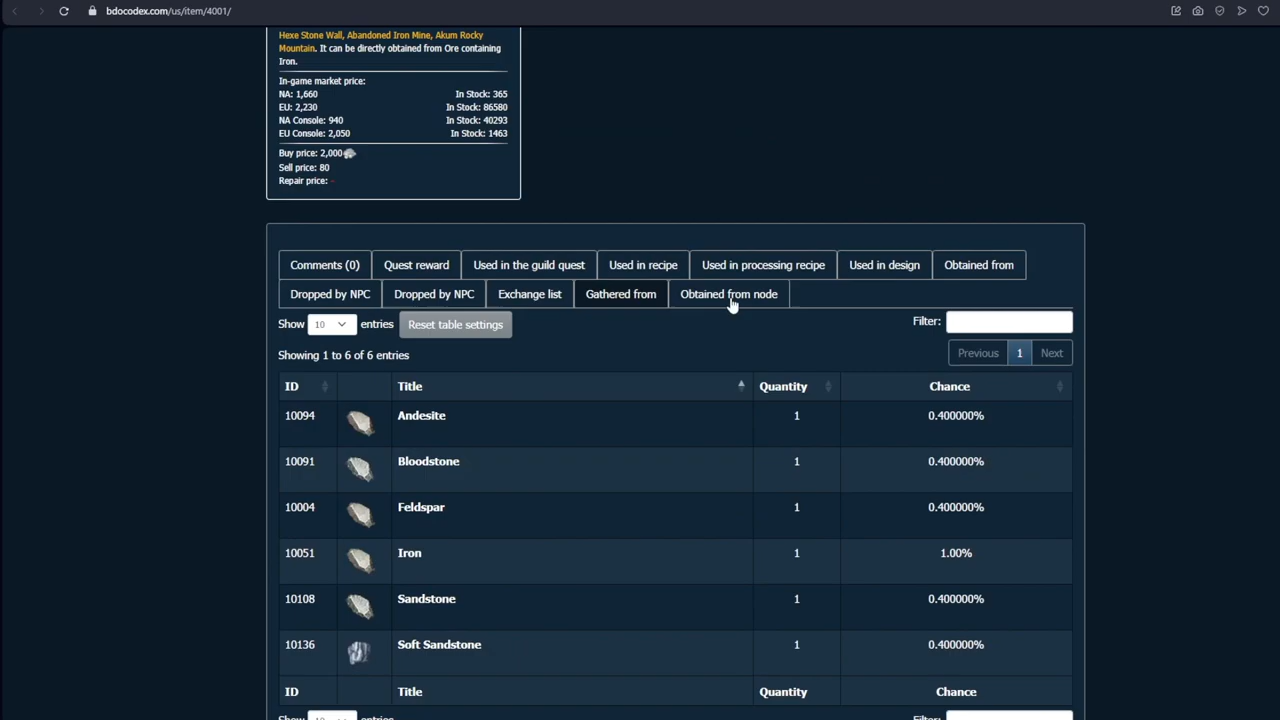 bdocodex.com/us/item/4001/
Hexe Stone Wall, Abandoned Iron Mine, Akum Rocky
Mountain. It can be directly obtained from Ore containing
Iron.
In-game market price:
NA: 1,660 In Stock: 365
EU: 2,230 In Stock: 86580
NA Console: 940 In Stock: 40293
EU Console: 2,050 In Stock: 1463
Buy price: 2,000
Sell price: 80
Repair price: -
Comments (0) Quest reward Used in the guild quest Used in recipe Used in processing recipe Used in design Obtained from
Dropped by NPC Dropped by NPC Exchange list Gathered from Obtained from node
Show 10 entries Reset table settings Filter:
Showing 1 to 6 of 6 entries Previous 1 Next
ID Title Quantity Chance
10094 Andesite 1 0.400000%
10091 Bloodstone 1 0.400000%
10004 Feldspar 1 0.400000%
10051 Iron 1 1.00%
10108 Sandstone 1 0.400000%
10136 Soft Sandstone 1 0.400000%
ID Title Quantity Chance
Show 10 entries Filter: